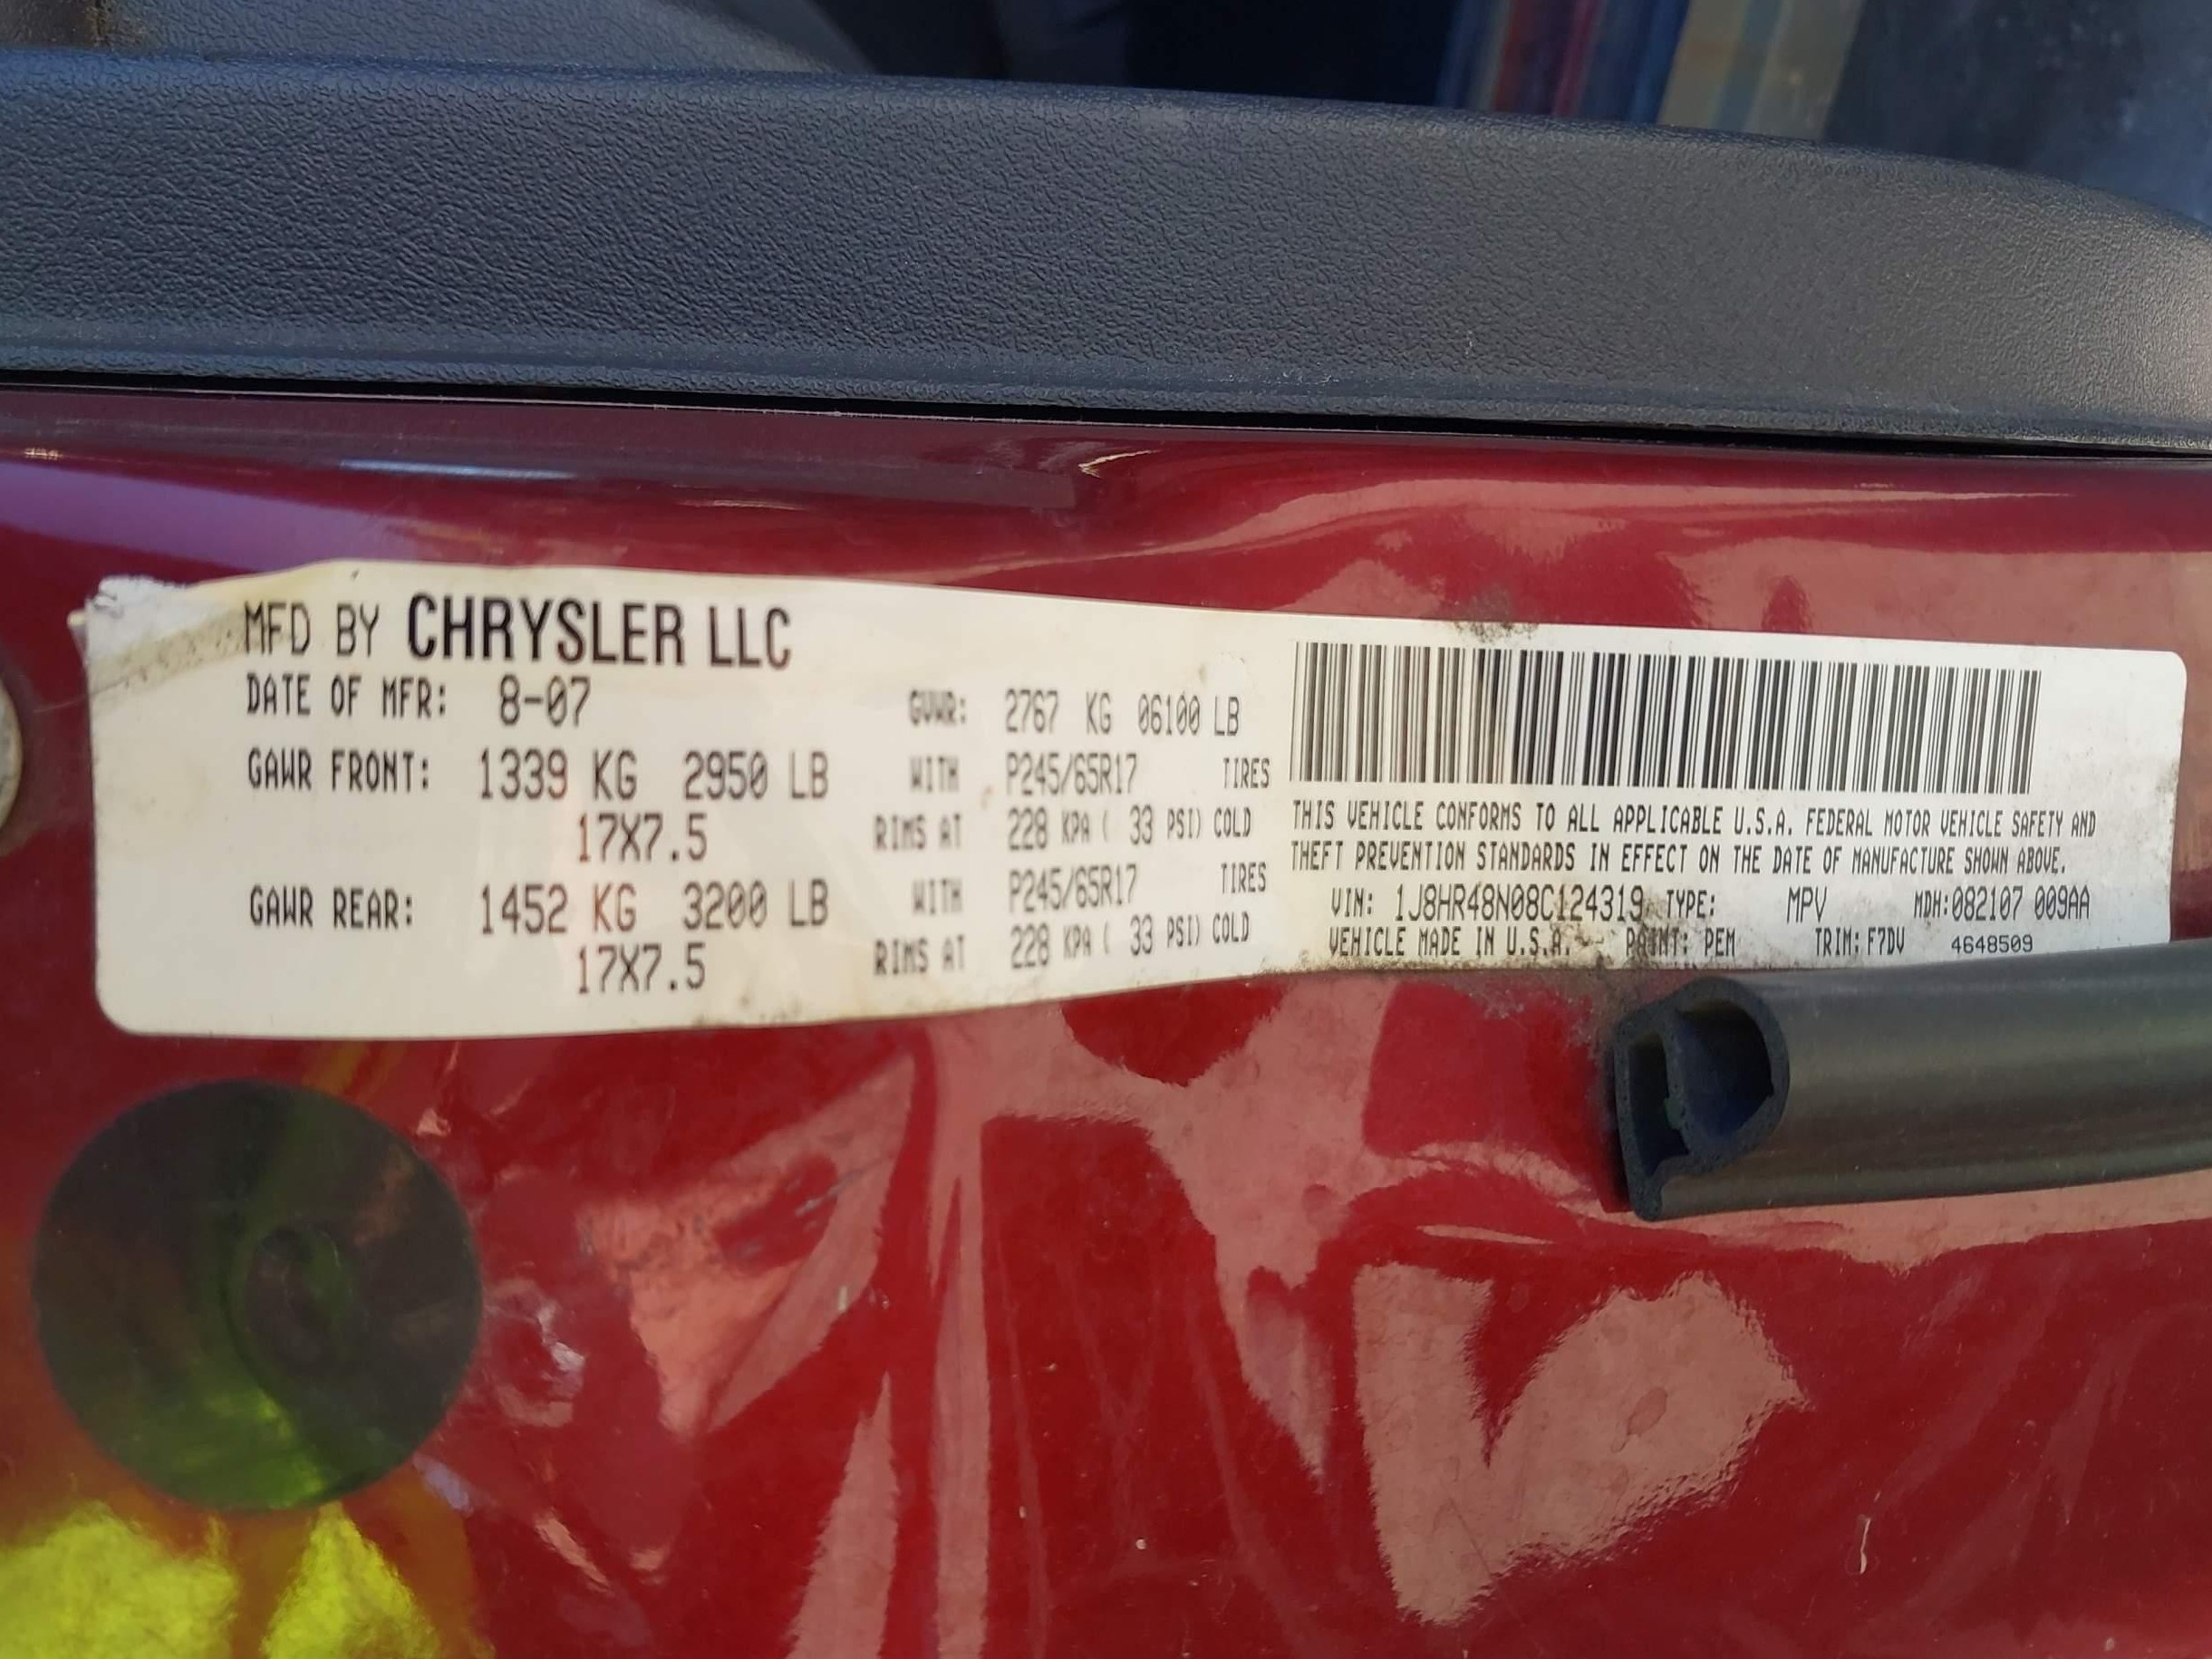 MFD BY CHRYSLER LLC
DATE OF MFR: 8-07 GVWR: 2767 KG 06100 LB
GAWR FRONT: 1339 KG 2950 LB WITH P245/65R17 TIRES
17X7.5 RIMS AT 228 KPA ( 33 PSI) COLD
GAWR REAR: 1452 KG 3200 LB WITH P245/65R17 TIRES
17X7.5 RIMS AT 228 KPA ( 33 PSI) COLD
THIS VEHICLE CONFORMS TO ALL APPLICABLE U.S.A. FEDERAL MOTOR VEHICLE SAFETY AND
THEFT PREVENTION STANDARDS IN EFFECT ON THE DATE OF MANUFACTURE SHOWN ABOVE.
VIN: 1J8HR48N08C124319 TYPE: MPV MDH:082107 009AA
VEHICLE MADE IN U.S.A. PAINT: PEM TRIM: F7DV 4648509